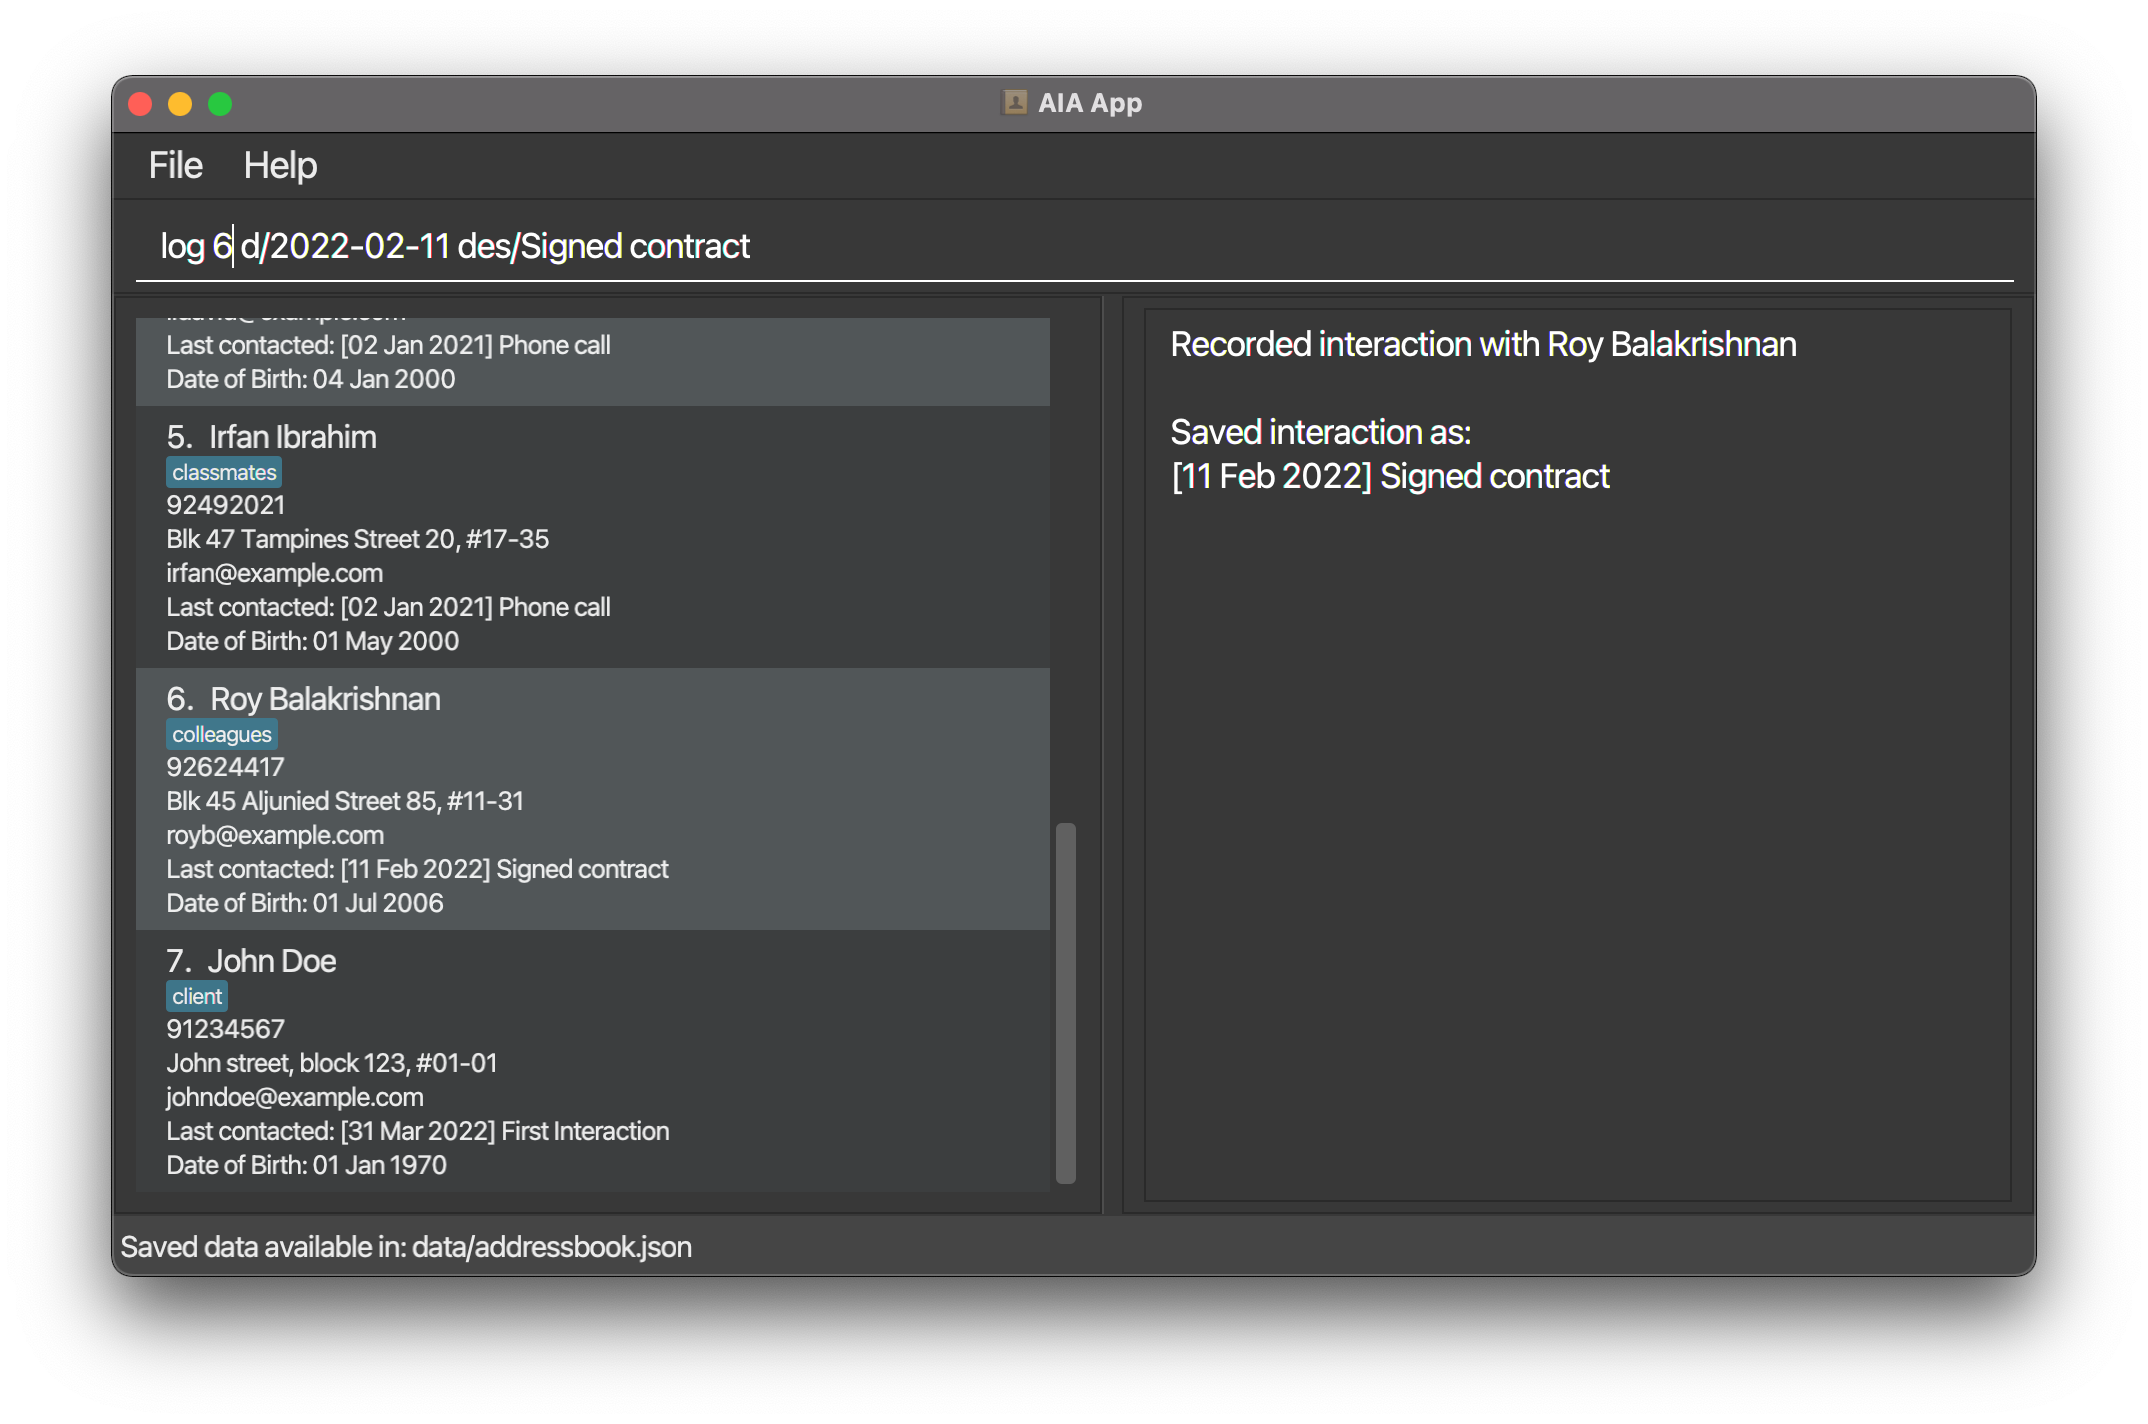 AIA App
File Help
log 6 d/2022-02-11 des/Signed contract
Last contacted: [02 Jan 2021] Phone call
Date of Birth: 04 Jan 2000
5. Irfan Ibrahim
classmates
92492021
Blk 47 Tampines Street 20, #17-35
irfan@example.com
Last contacted: [02 Jan 2021] Phone call
Date of Birth: 01 May 2000
6. Roy Balakrishnan
colleagues
92624417
Blk 45 Aljunied Street 85, #11-31
royb@example.com
Last contacted: [11 Feb 2022] Signed contract
Date of Birth: 01 Jul 2006
7. John Doe
client
91234567
John street, block 123, #01-01
johndoe@example.com
Last contacted: [31 Mar 2022] First Interaction
Date of Birth: 01 Jan 1970
Recorded interaction with Roy Balakrishnan
Saved interaction as:
[11 Feb 2022] Signed contract
Saved data available in: data/addressbook.json